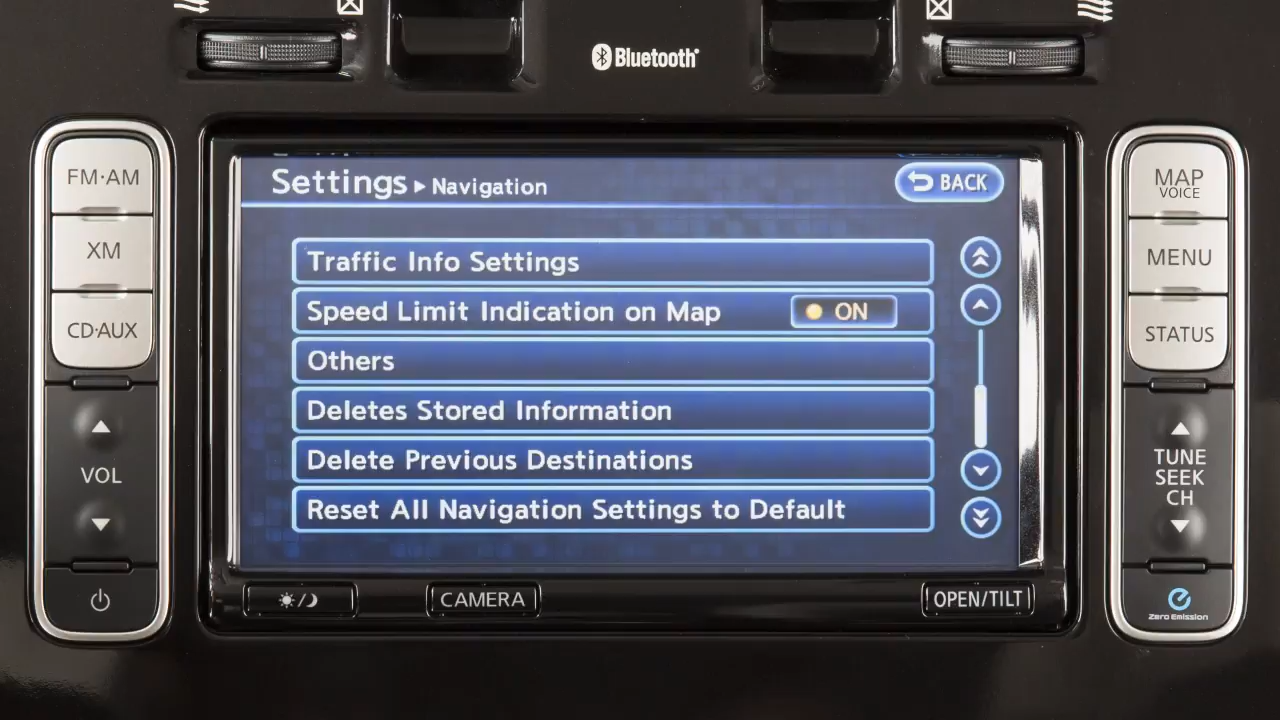 Bluetooth
FM·AM
XM
CD·AUX
VOL
Settings ▸ Navigation
BACK
Traffic Info Settings
Speed Limit Indication on Map ON
Others
Deletes Stored Information
Delete Previous Destinations
Reset All Navigation Settings to Default
CAMERA
OPEN/TILT
MAP
VOICE
MENU
STATUS
TUNE
SEEK
CH
Zero Emission